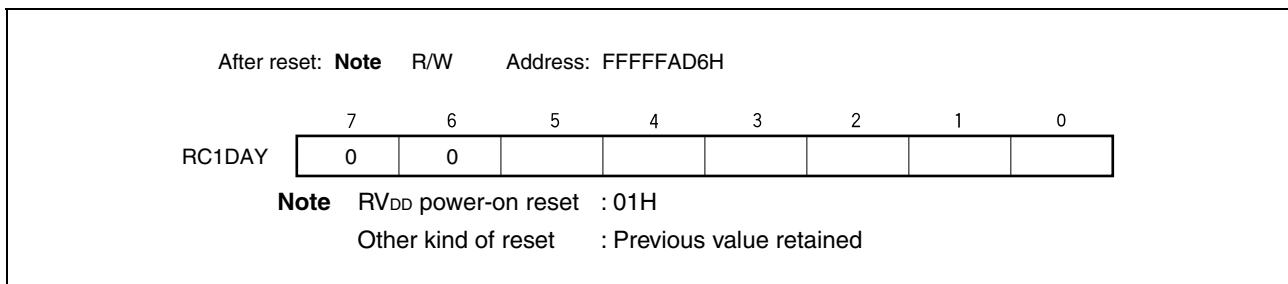 After reset: Note R/W Address: FFFFFAD6H
7 6 5 4 3 2 1 0
RC1DAY 0 0
Note RVDD power-on reset : 01H
Other kind of reset : Previous value retained